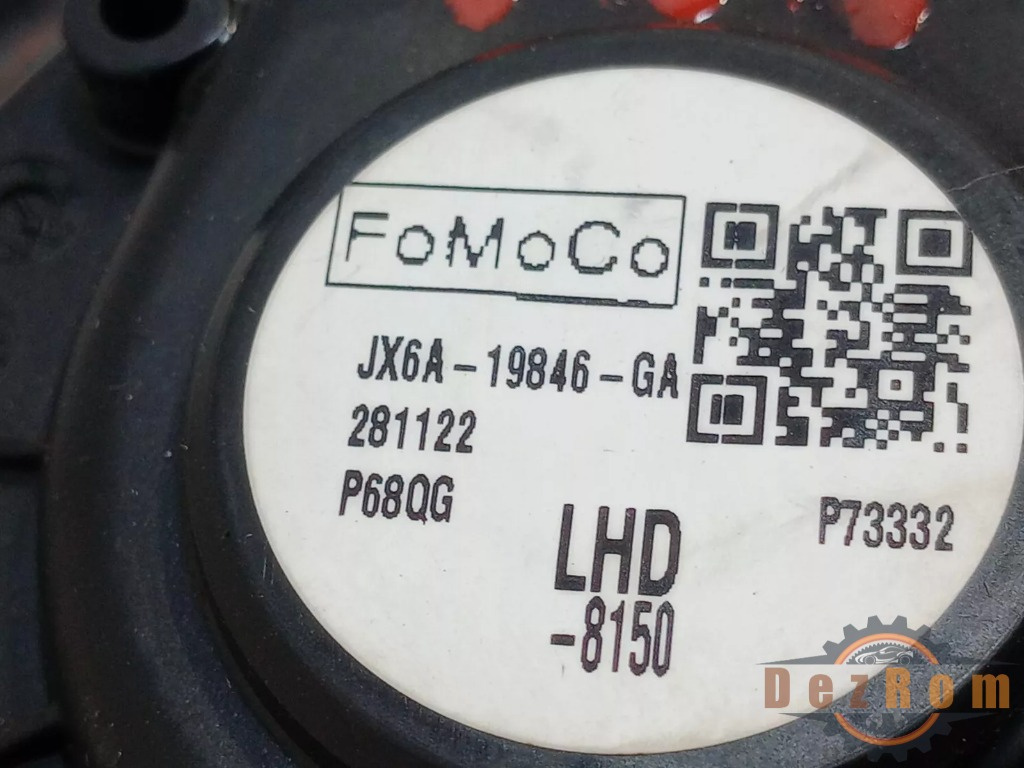 FoMoCo
JX6A-19846-GA
281122
P68QG
P73332
LHD
-8150
DezRom